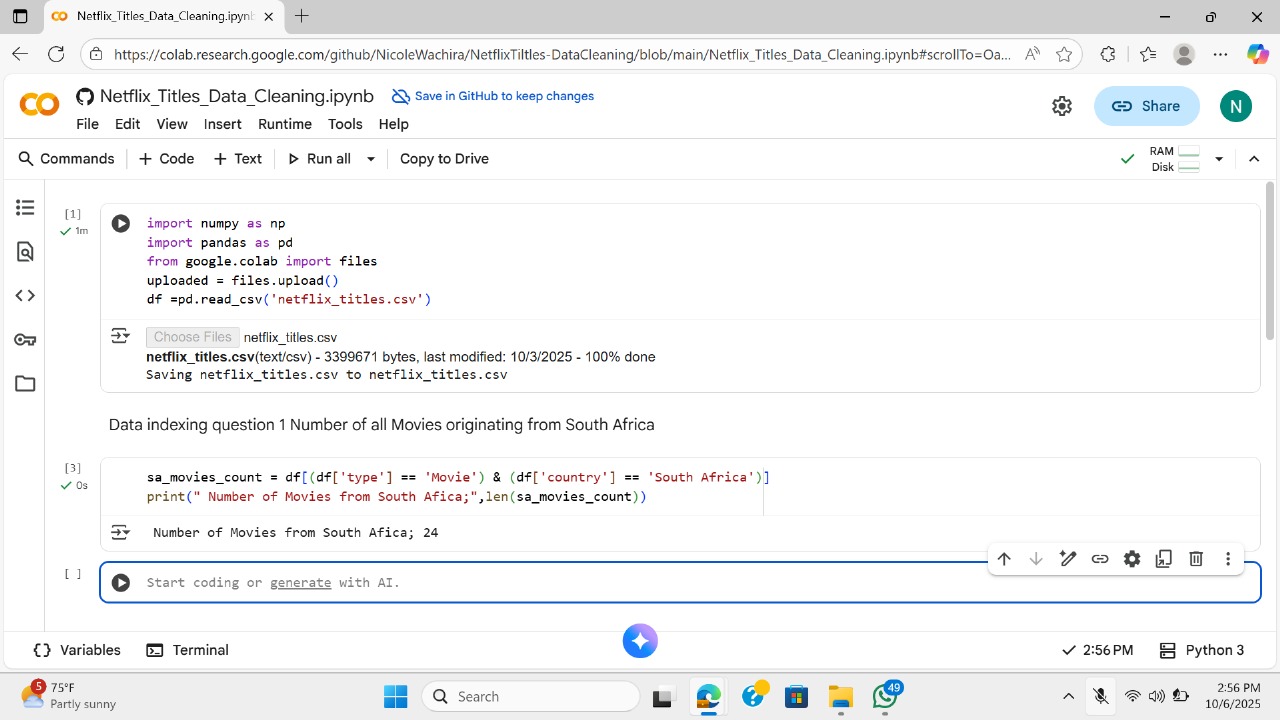 Netflix_Titles_Data_Cleaning.ipynb
https://colab.research.google.com/github/NicoleWachira/NetflixTiltles-DataCleaning/blob/main/Netflix_Titles_Data_Cleaning.ipynb#scrollTo=Oa...
Netflix_Titles_Data_Cleaning.ipynb Save in GitHub to keep changes
Share N
File Edit View Insert Runtime Tools Help
Commands + Code + Text Run all Copy to Drive
RAM
Disk
[1]
1m
import numpy as np
import pandas as pd
from google.colab import files
uploaded = files.upload()
df =pd.read_csv('netflix_titles.csv')
Choose Files netflix_titles.csv
netflix_titles.csv(text/csv) - 3399671 bytes, last modified: 10/3/2025 - 100% done
Saving netflix_titles.csv to netflix_titles.csv
Data indexing question 1 Number of all Movies originating from South Africa
[3]
0s
sa_movies_count = df[(df['type'] == 'Movie') & (df['country'] == 'South Africa')]
print(" Number of Movies from South Afica;",len(sa_movies_count))
Number of Movies from South Afica; 24
[ ]
Start coding or generate with AI.
{} Variables Terminal 2:56 PM Python 3
5
75°F
Partly sunny
Search
49
2:56 PM
10/6/2025